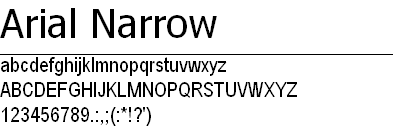 Arial Narrow
abcdefghijklmnopqrstuvwxyz
ABCDEFGHIJKLMNOPQRSTUVWXYZ
123456789.:,;(:*!?')